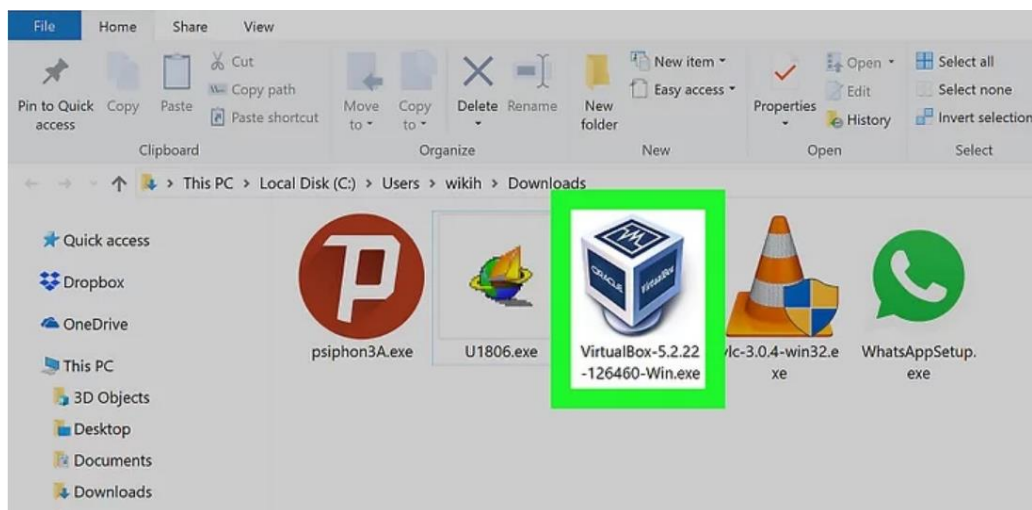 File Home Share View
Pin to Quick
access
Copy
Paste
Cut
Copy path
Paste shortcut
Clipboard
Move
to
Copy
to
Delete
Rename
Organize
New
folder
New item
Easy access
New
Properties
Open
Edit
History
Open
Select all
Select none
Invert selection
Select
This PC > Local Disk (C:) > Users > wikih > Downloads
Quick access
Dropbox
OneDrive
This PC
3D Objects
Desktop
Documents
Downloads
psiphon3A.exe
U1806.exe
ORACLE
VirtualBox
VirtualBox-5.2.22
-126460-Win.exe
vlc-3.0.4-win32.e
xe
WhatsAppSetup.
exe